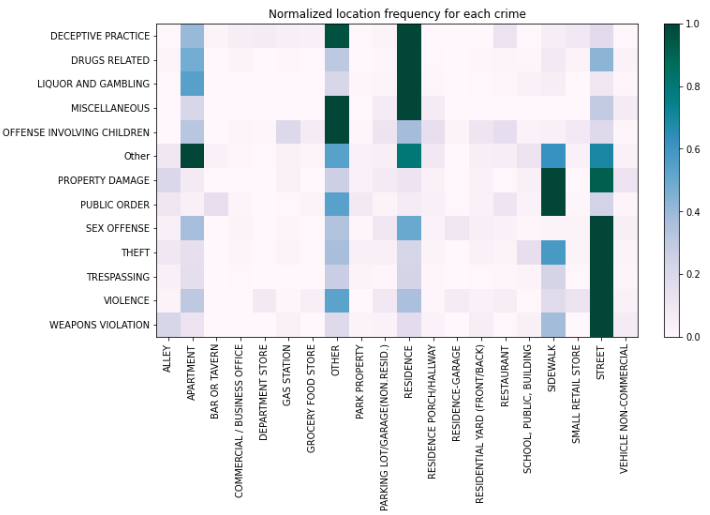 Normalized location frequency for each crime
DECEPTIVE PRACTICE
DRUGS RELATED
LIQUOR AND GAMBLING
MISCELLANEOUS
OFFENSE INVOLVING CHILDREN
Other
PROPERTY DAMAGE
PUBLIC ORDER
SEX OFFENSE
THEFT
TRESPASSING
VIOLENCE
WEAPONS VIOLATION
ALLEY
APARTMENT
BAR OR TAVERN
COMMERCIAL / BUSINESS OFFICE
DEPARTMENT STORE
GAS STATION
GROCERY FOOD STORE
OTHER
PARK PROPERTY
PARKING LOT/GARAGE(NON.RESID.)
RESIDENCE
RESIDENCE PORCH/HALLWAY
RESIDENCE-GARAGE
RESIDENTIAL YARD (FRONT/BACK)
RESTAURANT
SCHOOL, PUBLIC, BUILDING
SIDEWALK
SMALL RETAIL STORE
STREET
VEHICLE NON-COMMERCIAL
1.0
0.8
0.6
0.4
0.2
0.0